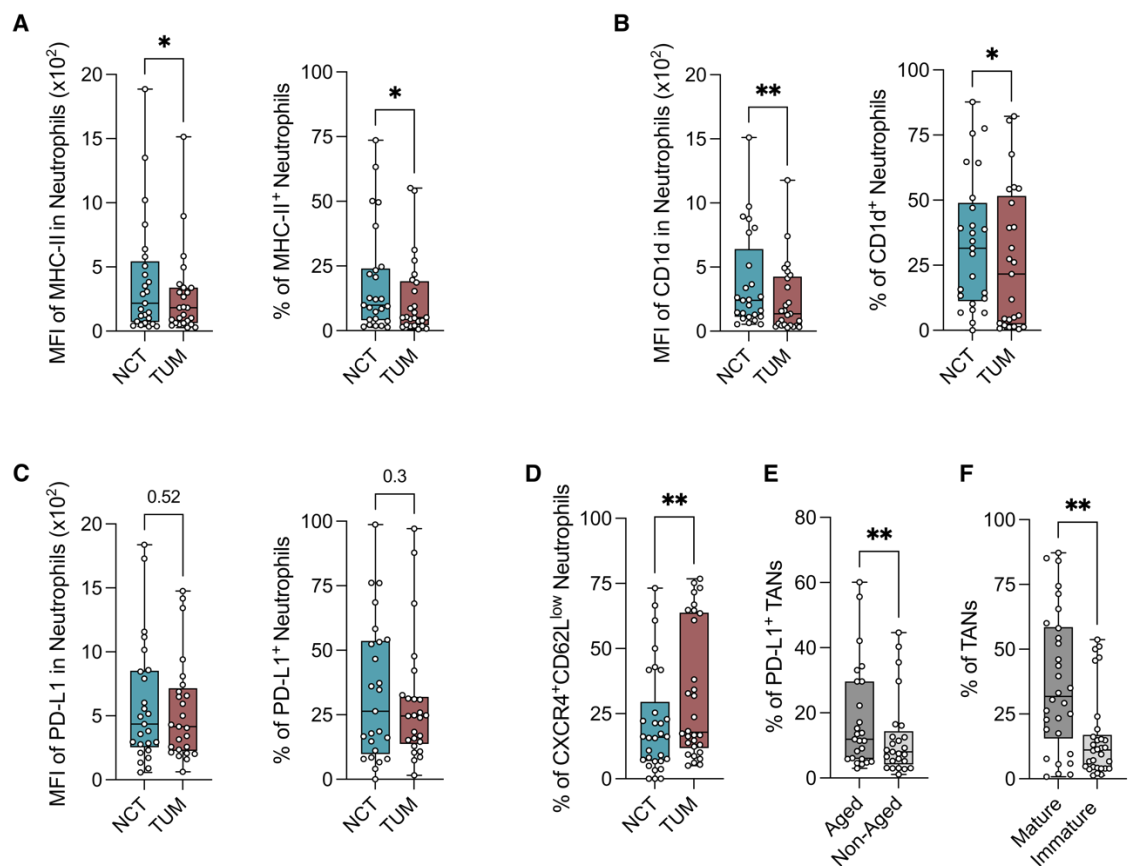 A
MFI of MHC-II in Neutrophils (x10²)
20
15
10
5
0
*
NCT
TUM
% of MHC-II⁺ Neutrophils
100
75
50
25
0
*
NCT
TUM
B
MFI of CD1d in Neutrophils (x10²)
20
15
10
5
0
**
NCT
TUM
% of CD1d⁺ Neutrophils
100
75
50
25
0
*
NCT
TUM
C
MFI of PD-L1 in Neutrophils (x10²)
20
15
10
5
0
0.52
NCT
TUM
% of PD-L1⁺ Neutrophils
100
75
50
25
0
0.3
NCT
TUM
D
% of CXCR4⁺CD62Lˡᵒʷ Neutrophils
100
75
50
25
0
**
NCT
TUM
E
% of PD-L1⁺ TANs
80
60
40
20
0
**
Aged
Non-Aged
F
% of TANs
100
75
50
25
0
**
Mature
Immature